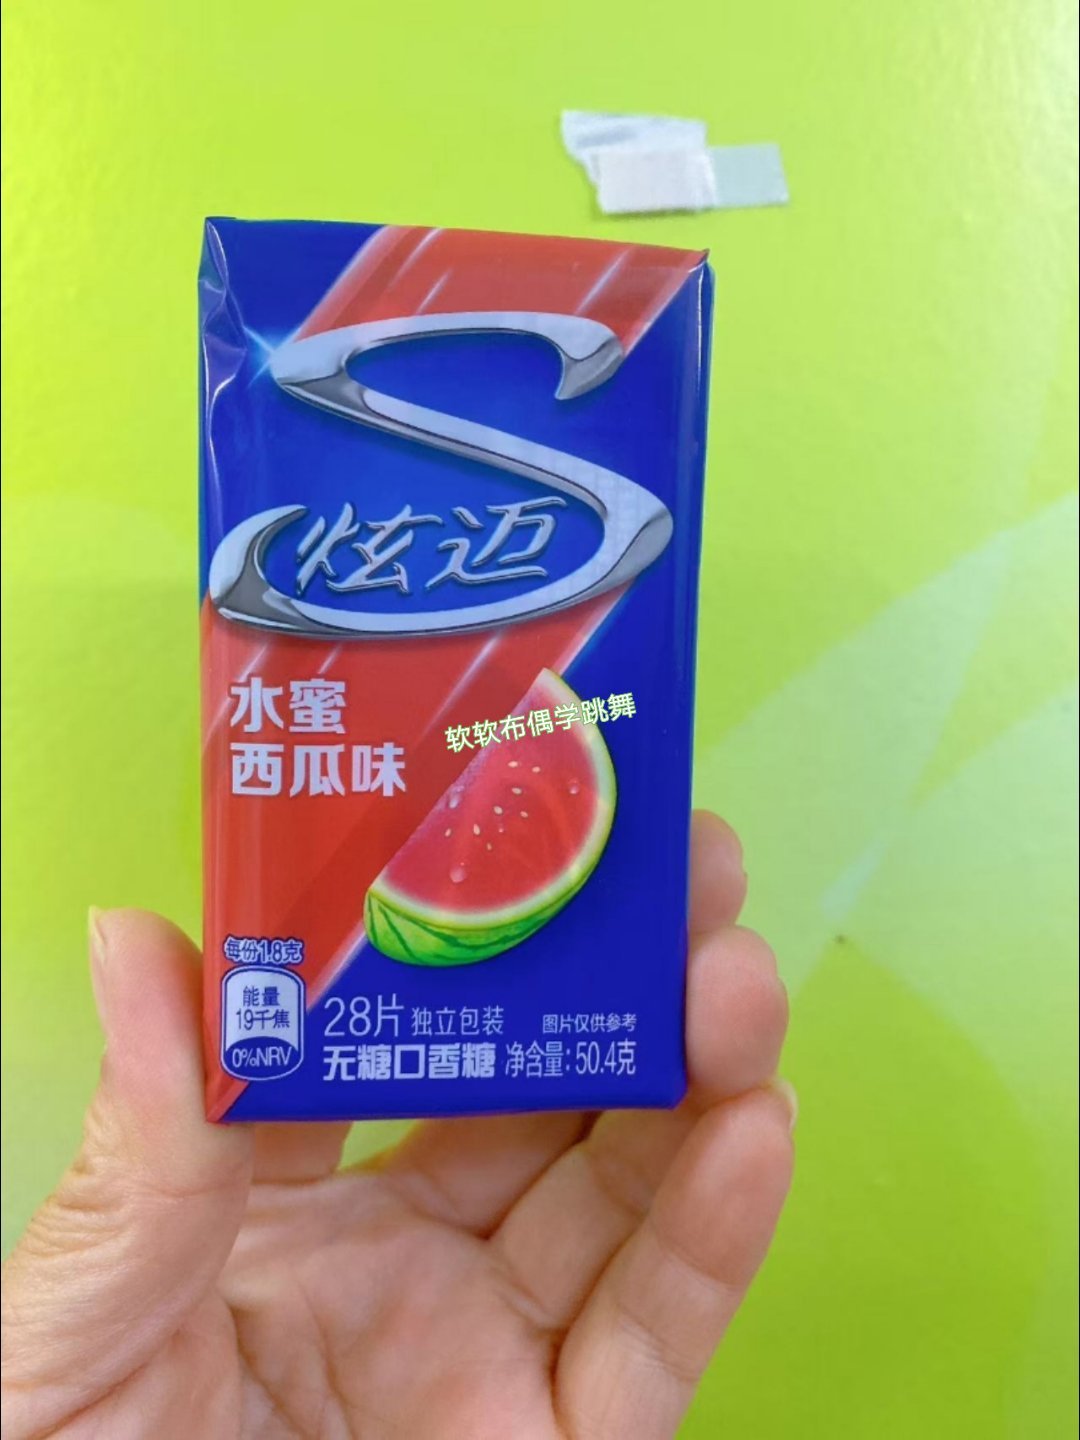 炫迈
水蜜
西瓜味
软软布偶学跳舞
每份1.8克
能量
19千焦
0%NRV
28片 独立包装 图片仅供参考
无糖口香糖 净含量:50.4克